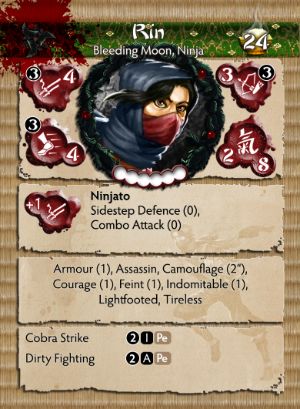 Rin
24
Bleeding Moon, Ninja
3 4
3 3
3 4
2 氣 8
+1
Ninjato
Sidestep Defence (0),
Combo Attack (0)
Armour (1), Assassin, Camouflage (2"),
Courage (1), Feint (1), Indomitable (1),
Lightfooted, Tireless
Cobra Strike 2 I Pe
Dirty Fighting 2 A Pe